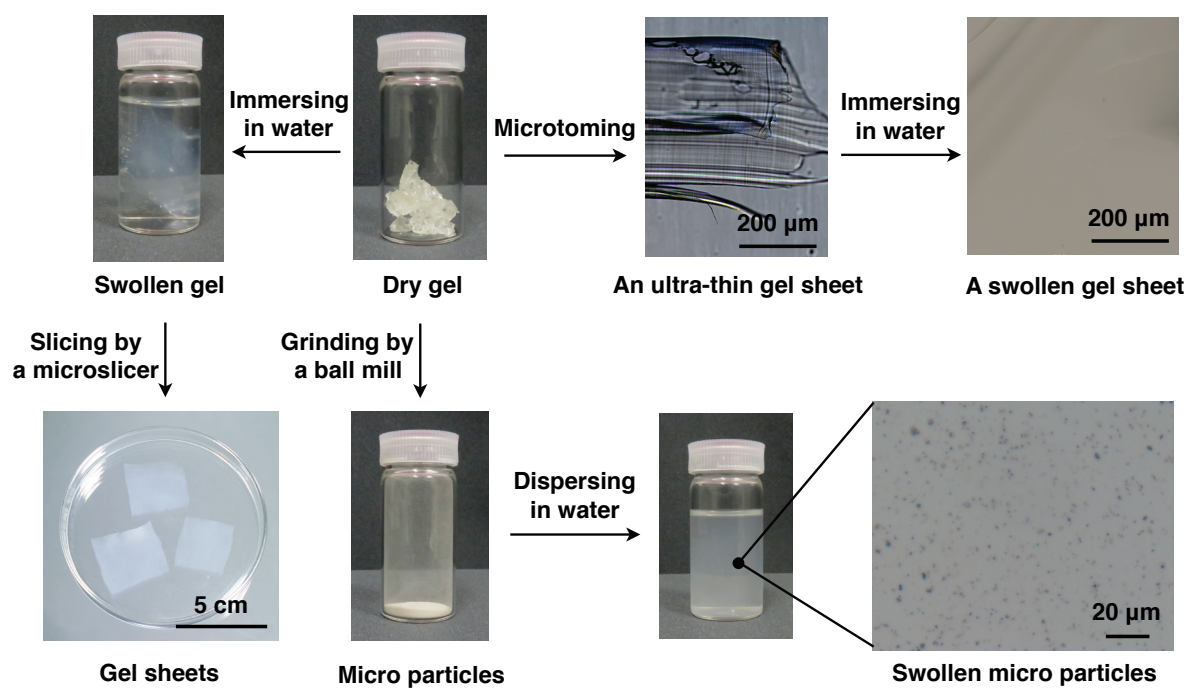 Immersing
in water
Microtoming
Immersing
in water
200 µm
200 µm
Swollen gel
Dry gel
An ultra-thin gel sheet
A swollen gel sheet
Slicing by
a microslicer
Grinding by
a ball mill
Dispersing
in water
5 cm
20 µm
Gel sheets
Micro particles
Swollen micro particles